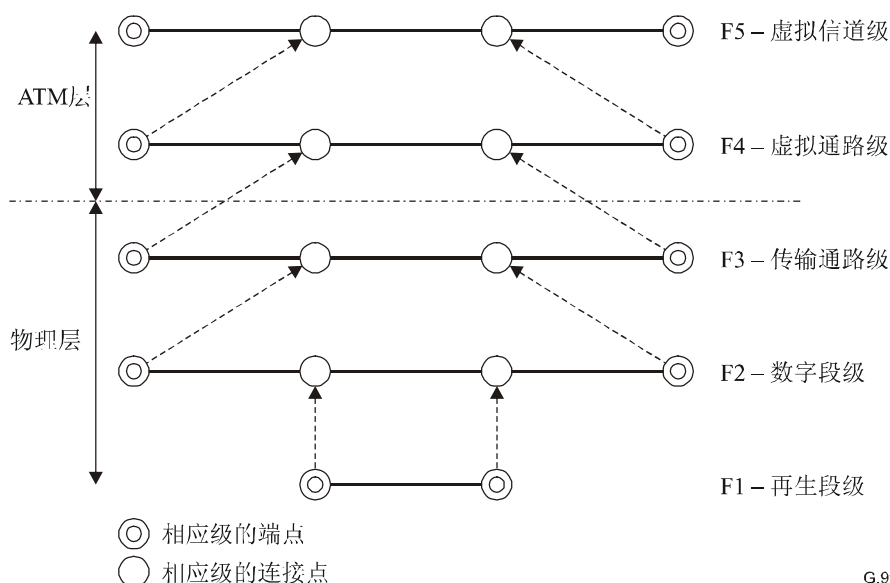 F5 – 虚拟信道级
ATM层
F4 – 虚拟通路级
F3 – 传输通路级
物理层
F2 – 数字段级
F1 – 再生段级
相应级的端点
相应级的连接点
G.9